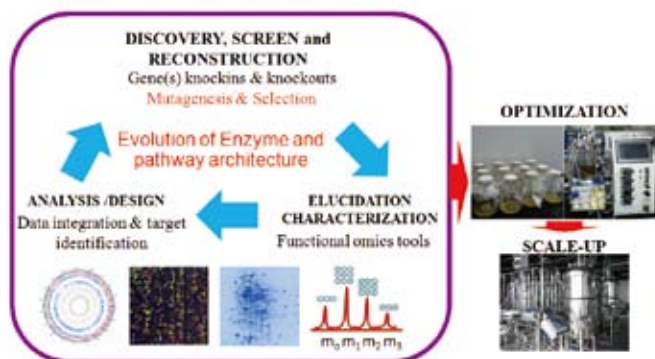 DISCOVERY, SCREEN and
RECONSTRUCTION
Gene(s) knockins & knockouts
Mutagenesis & Selection
Evolution of Enzyme and
pathway architecture
ANALYSIS /DESIGN
Data integration & target
identification
ELUCIDATION
CHARACTERIZATION
Functional omics tools
m₀ m₁ m₂ m₃
OPTIMIZATION
SCALE-UP